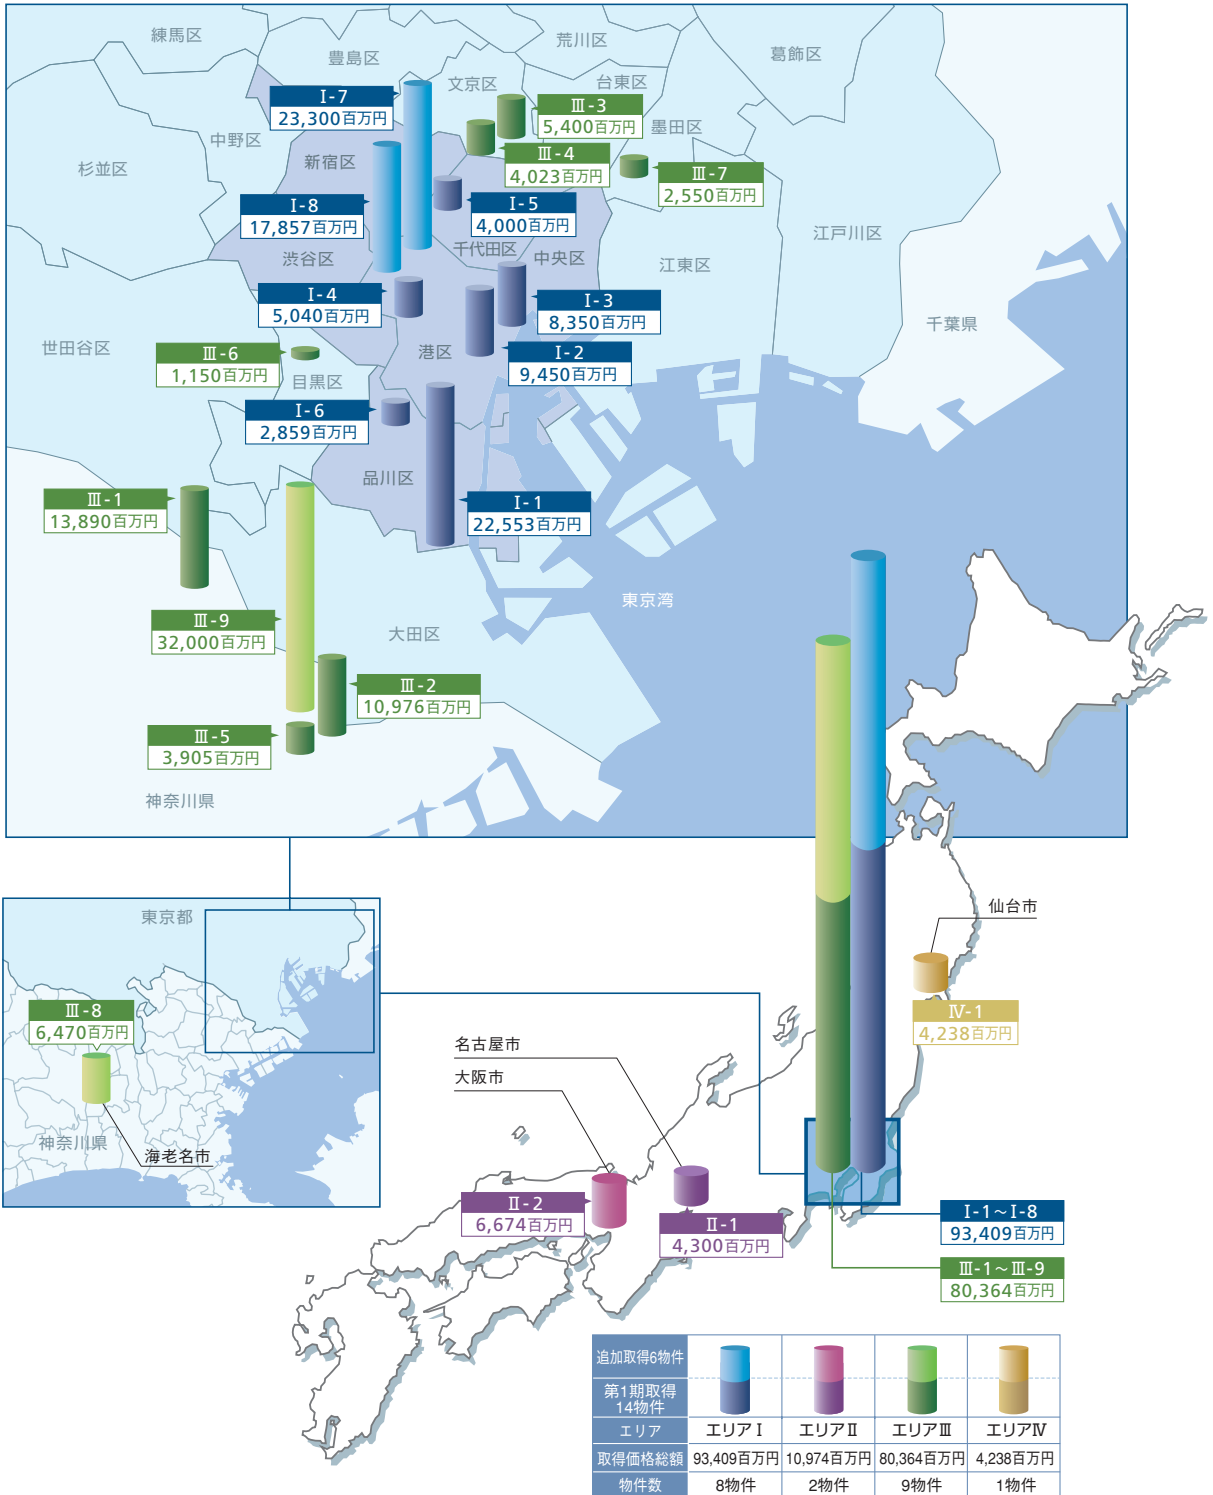 練馬区
豊島区
荒川区
葛飾区
文京区
台東区
I-7
23,300百万円
III-3
5,400百万円
墨田区
中野区
新宿区
杉並区
III-4
4,023百万円
III-7
2,550百万円
I-8
17,857百万円
I-5
4,000百万円
江戸川区
渋谷区
千代田区
中央区
江東区
I-4
5,040百万円
I-3
8,350百万円
千葉県
世田谷区
III-6
1,150百万円
港区
I-2
9,450百万円
目黒区
I-6
2,859百万円
品川区
III-1
13,890百万円
I-1
22,553百万円
東京湾
III-9
32,000百万円
大田区
III-2
10,976百万円
III-5
3,905百万円
神奈川県
東京都
仙台市
III-8
6,470百万円
IV-1
4,238百万円
名古屋市
大阪市
神奈川県
海老名市
II-2
6,674百万円
II-1
4,300百万円
I-1～I-8
93,409百万円
III-1～III-9
80,364百万円
追加取得6物件
第1期取得
14物件
エリア エリアI エリアII エリアIII エリアIV
取得価格総額 93,409百万円 10,974百万円 80,364百万円 4,238百万円
物件数 8物件 2物件 9物件 1物件